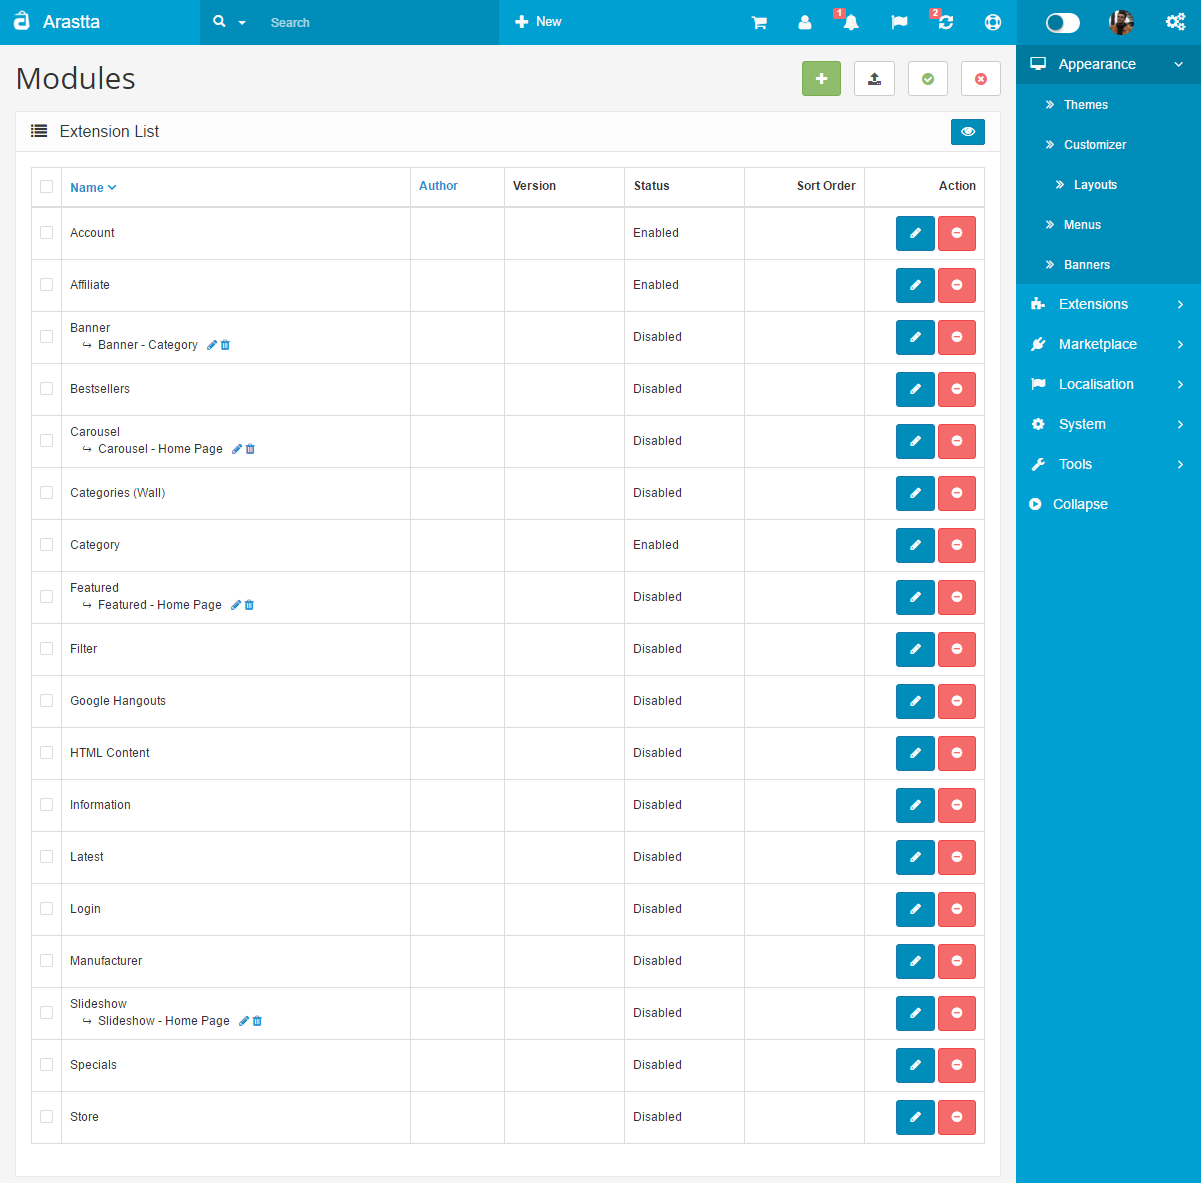 Arastta
Search
New
1
2
Modules
Extension List
Name Author Version Status Sort Order Action
Account Enabled
Affiliate Enabled
Banner
Banner - Category
Disabled
Bestsellers Disabled
Carousel
Carousel - Home Page
Disabled
Categories (Wall) Disabled
Category Enabled
Featured
Featured - Home Page
Disabled
Filter Disabled
Google Hangouts Disabled
HTML Content Disabled
Information Disabled
Latest Disabled
Login Disabled
Manufacturer Disabled
Slideshow
Slideshow - Home Page
Disabled
Specials Disabled
Store Disabled
Appearance
Themes
Customizer
Layouts
Menus
Banners
Extensions
Marketplace
Localisation
System
Tools
Collapse